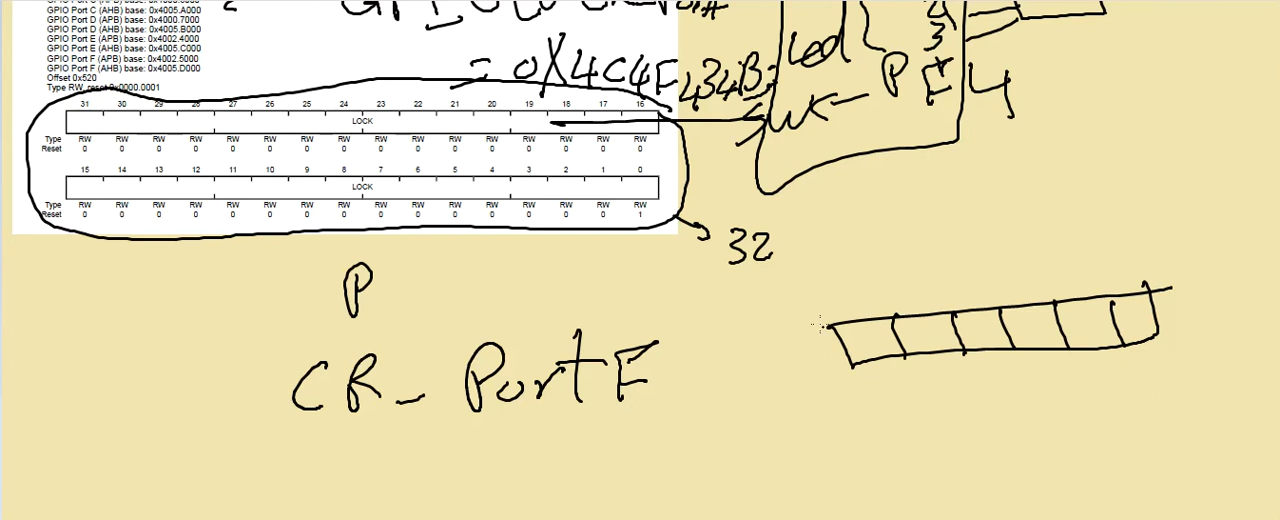 GPIO Port C (AHB) base: 0x4005.A000
GPIO Port D (APB) base: 0x4000.7000
GPIO Port D (AHB) base: 0x4005.B000
GPIO Port E (APB) base: 0x4002.4000
GPIO Port E (AHB) base: 0x4005.C000
GPIO Port F (APB) base: 0x4002.5000
GPIO Port F (AHB) base: 0x4005.D000
Offset 0x520
Type RW, reset 0x0000.0001
= 0X4C4F434B
Led
3
SWK - PF4
31 30 29 28 27 26 25 24 23 22 21 20 19 18 17 16
LOCK
Type RW RW RW RW RW RW RW RW RW RW RW RW RW RW RW RW
Reset 0 0 0 0 0 0 0 0 0 0 0 0 0 0 0 0
15 14 13 12 11 10 9 8 7 6 5 4 3 2 1 0
LOCK
Type RW RW RW RW RW RW RW RW RW RW RW RW RW RW RW RW
Reset 0 0 0 0 0 0 0 0 0 0 0 0 0 0 0 1
32
P
CR_PortF